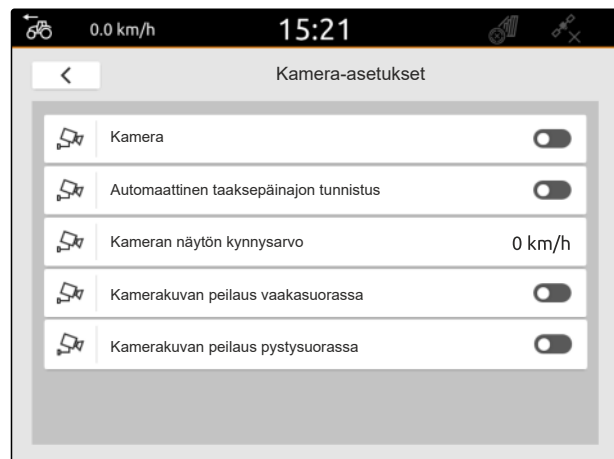 0.0 km/h 15:21
Kamera-asetukset
Kamera
Automaattinen taaksepäinajon tunnistus
Kameran näytön kynnysarvo 0 km/h
Kamerakuvan peilaus vaakasuorassa
Kamerakuvan peilaus pystysuorassa